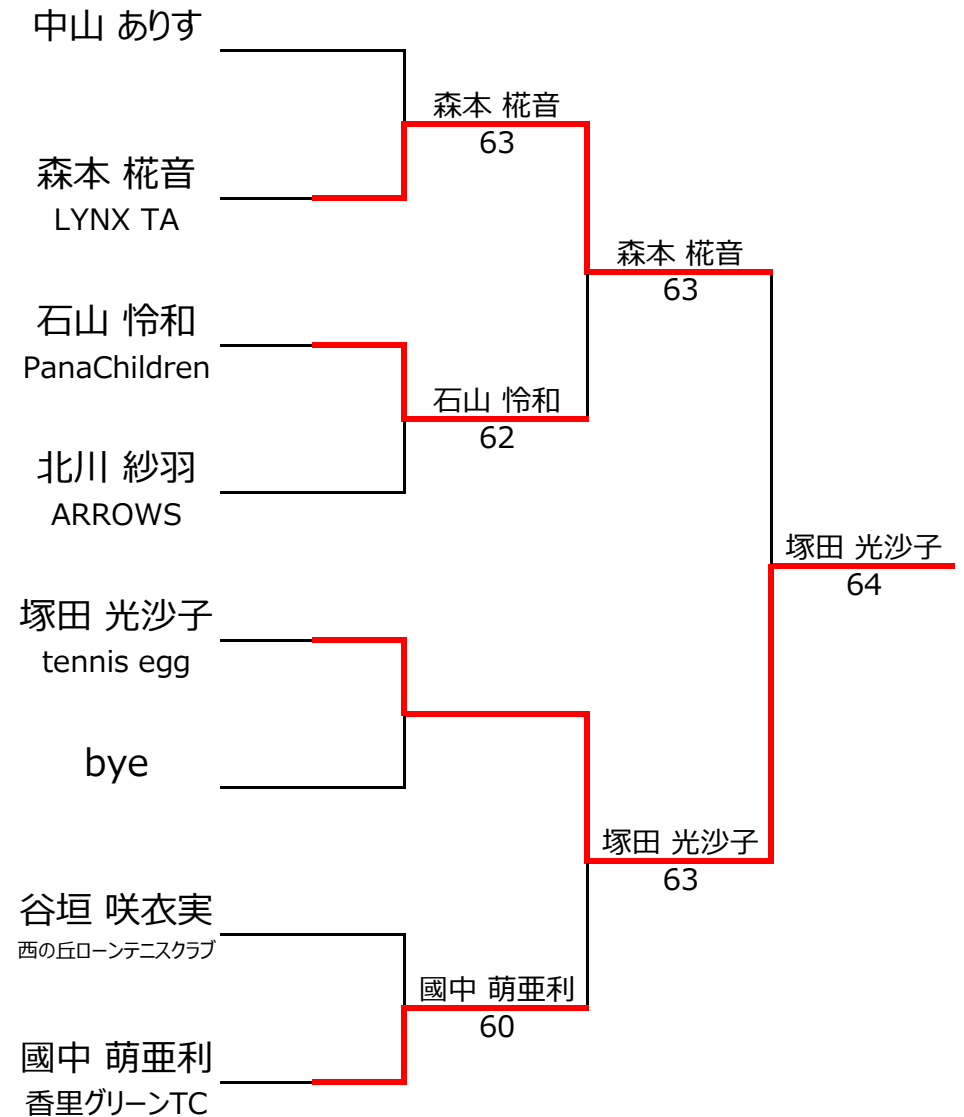 中山 ありす
森本 椛音
63
森本 椛音
LYNX TA
森本 椛音
63
石山 怜和
PanaChildren
石山 怜和
62
北川 紗羽
ARROWS
塚田 光沙子
64
塚田 光沙子
tennis egg
bye
塚田 光沙子
63
谷垣 咲衣実
西の丘ローンテニスクラブ
國中 萌亜利
60
國中 萌亜利
香里グリーンTC